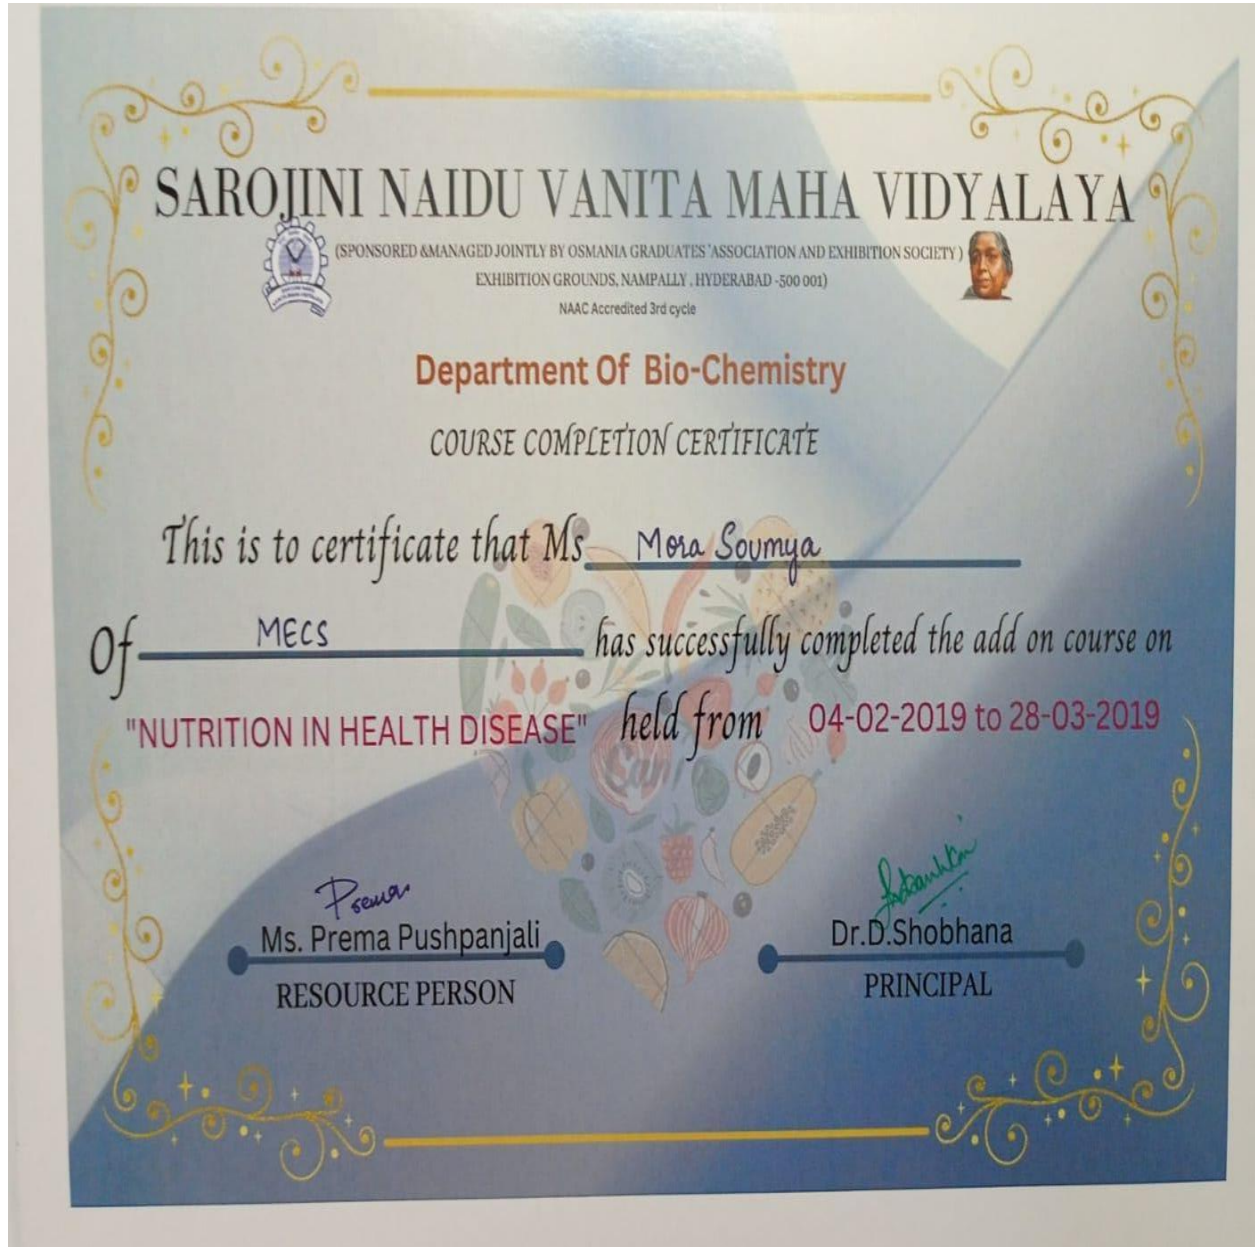 SAROJINI NAIDU VANITA MAHA VIDYALAYA
(SPONSORED &MANAGED JOINTLY BY OSMANIA GRADUATES 'ASSOCIATION AND EXHIBITION SOCIETY )
EXHIBITION GROUNDS, NAMPALLY . HYDERABAD -500 001)
NAAC Accredited 3rd cycle
Department Of Bio-Chemistry
COURSE COMPLETION CERTIFICATE
This is to certificate that Ms Mora Soumya
Of MECS has successfully completed the add on course on
"NUTRITION IN HEALTH DISEASE" held from 04-02-2019 to 28-03-2019
Prema
Ms. Prema Pushpanjali Dr.D.Shobhana
RESOURCE PERSON PRINCIPAL